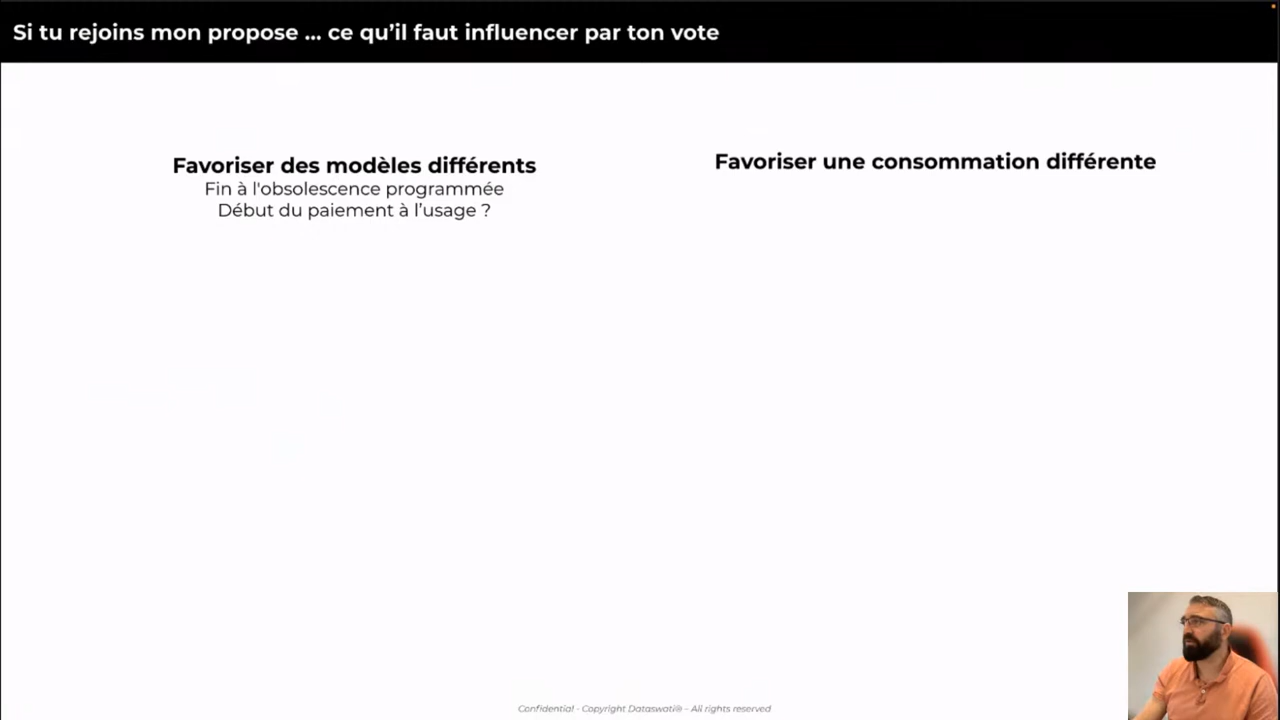 Si tu rejoins mon propose ... ce qu’il faut influencer par ton vote
Favoriser des modèles différents
Fin à l'obsolescence programmée
Début du paiement à l’usage ?
Favoriser une consommation différente
Confidential - Copyright Dataswati® - All rights reserved